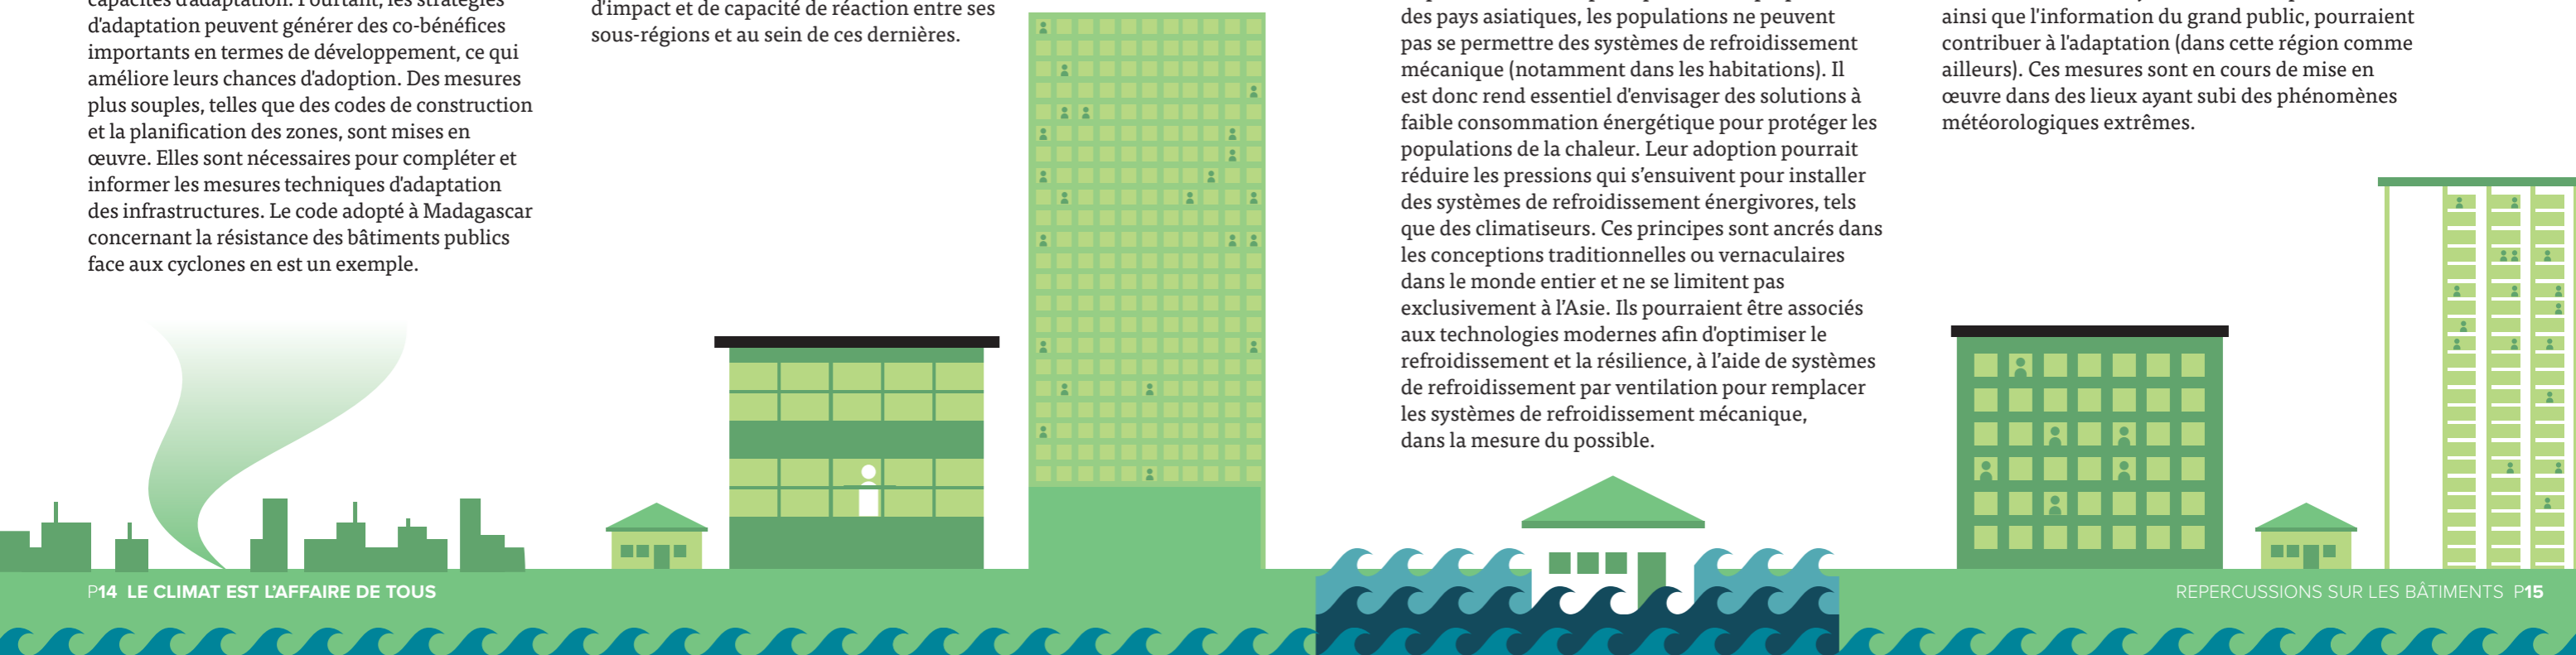 capacités d'adaptation. Pourtant, les stratégies
d'adaptation peuvent générer des co-bénéfices
importants en termes de développement, ce qui
améliore leurs chances d'adoption. Des mesures
plus souples, telles que des codes de construction
et la planification des zones, sont mises en
œuvre. Elles sont nécessaires pour compléter et
informer les mesures techniques d'adaptation
des infrastructures. Le code adopté à Madagascar
concernant la résistance des bâtiments publics
face aux cyclones en est un exemple.
d'impact et de capacité de réaction entre ses
sous-régions et au sein de ces dernières.
des pays asiatiques, les populations ne peuvent
pas se permettre des systèmes de refroidissement
mécanique (notamment dans les habitations). Il
est donc rend essentiel d'envisager des solutions à
faible consommation énergétique pour protéger les
populations de la chaleur. Leur adoption pourrait
réduire les pressions qui s’ensuivent pour installer
des systèmes de refroidissement énergivores, tels
que des climatiseurs. Ces principes sont ancrés dans
les conceptions traditionnelles ou vernaculaires
dans le monde entier et ne se limitent pas
exclusivement à l’Asie. Ils pourraient être associés
aux technologies modernes afin d'optimiser le
refroidissement et la résilience, à l’aide de systèmes
de refroidissement par ventilation pour remplacer
les systèmes de refroidissement mécanique,
dans la mesure du possible.
ainsi que l'information du grand public, pourraient
contribuer à l'adaptation (dans cette région comme
ailleurs). Ces mesures sont en cours de mise en
œuvre dans des lieux ayant subi des phénomènes
météorologiques extrêmes.
P14 LE CLIMAT EST L’AFFAIRE DE TOUS
REPERCUSSIONS SUR LES BÂTIMENTS P15